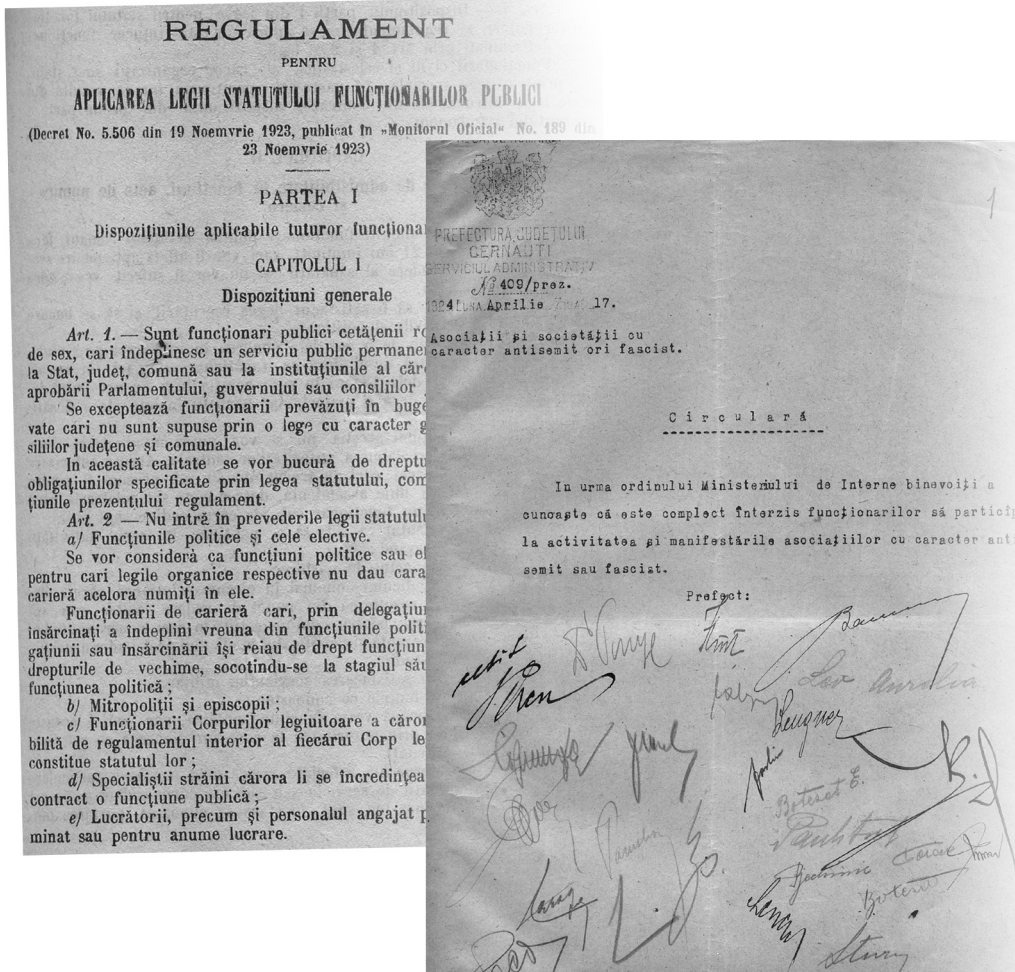 REGULAMENT
PENTRU
APLICAREA LEGII STATUTULUI FUNCȚIONARILOR PUBLICI
(Decret No. 5.506 din 19 Noemvrie 1923, publicat în »Monitorul Oficial« No. 189 din
23 Noemvrie 1923)
PARTEA I
Dispozițiunile aplicabile tuturor funcționa
CAPITOLUL I
Dispozițiuni generale
Art. 1. — Sunt funcționari publici cetățenii ro
de sex, cari îndeplinesc un serviciu public permane
la Stat, județ, comună sau la instituțiunile al căr
aprobării Parlamentului, guvernului sau consiliilor
Se exceptează funcționarii prevăzuți în buge
vate cari nu sunt supuse prin o lege cu caracter g
siliilor județene și comunale.
In această calitate se vor bucură de dreptu
obligațiunilor specificate prin legea statutului, com
țiunile prezentului regulament.
Art. 2 — Nu intră în prevederile legii statutulu
a) Funcțiunile politice și cele elective.
Se vor consideră ca funcțiuni politice sau el
pentru cari legile organice respective nu dau cara
carieră acelora numiți în ele.
Funcționarii de carieră cari, prin delegațiu
însărcinați a îndeplini vreuna din funcțiunile politi
gațiunii sau însărcinării își reiau de drept funcțiun
drepturile de vechime, socotindu-se la stagiul său
funcțiunea politică ;
b) Mitropoliții și episcopii ;
c) Funcționarii Corpurilor legiuitoare a căror
bilită de regulamentul interior al fiecărui Corp le
constitue statutul lor ;
d) Specialiștii străini cărora li se încredințea
contract o funcțiune publică ;
e) Lucrătorii, precum și personalul angajat p
minat sau pentru anume lucrare.
1
PREFECTURA JUDEȚULUI
CERNAUTI
SERVICIUL ADMINISTRATIV
No 409/prez.
1924 LUNA Aprilie ZIUA 17.
Asociații și societății cu
caracter antisemit ori fascist.
Circulară
In urma ordinului Ministeriului de Interne binevoiți a
cunoaște că este complect interzis funcționarilor să particip
la activitatea și manifestările asociațiilor cu caracter anti
semit sau fascist.
Prefect:
Aurelia
Botezat E.